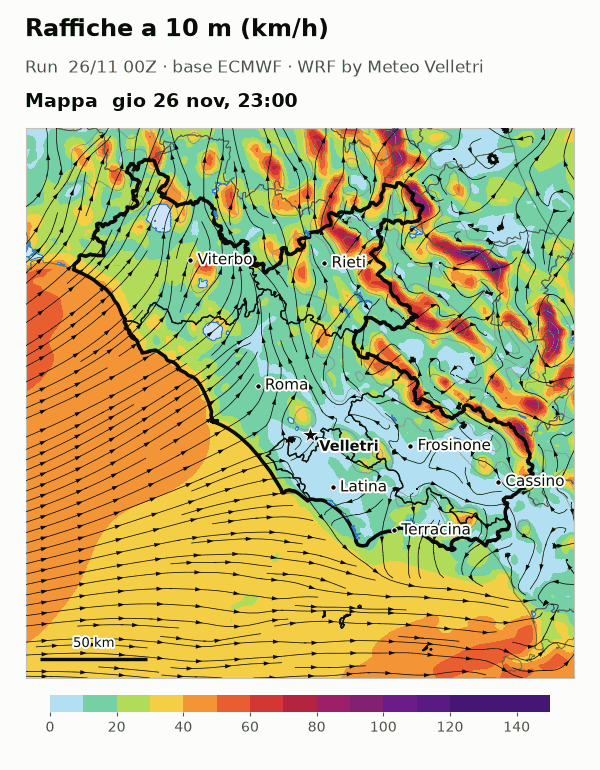 Raffiche a 10 m (km/h)
Run  26/11 00Z · base ECMWF · WRF by Meteo Velletri
Mappa  gio 26 nov, 23:00
Viterbo
Rieti
Roma
Velletri
Frosinone
Latina
Cassino
Terracina
50 km
0 20 40 60 80 100 120 140